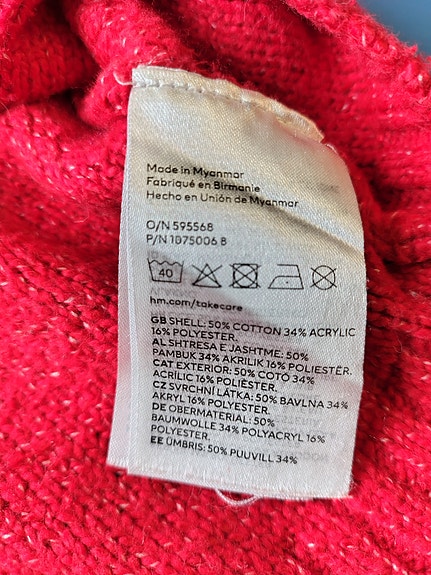 Made in Myanmar
Fabriqué en Birmanie
Hecho en Unión de Myanmar
O/N 595568
P/N 1075006 8
40
hm.com/takecare
GB SHELL: 50% COTTON 34% ACRYLIC
16% POLYESTER.
AL SHTRESA E JASHTME: 50%
PAMBUK 34% AKRILIK 16% POLIESTËR.
CAT EXTERIOR: 50% COTÓ 34%
ACRÍLIC 16% POLIÈSTER.
CZ SVRCHNÍ LÁTKA: 50% BAVLNA 34%
AKRYL 16% POLYESTER.
DE OBERMATERIAL: 50%
BAUMWOLLE 34% POLYACRYL 16%
POLYESTER.
EE ÜMBRIS: 50% PUUVILL 34%